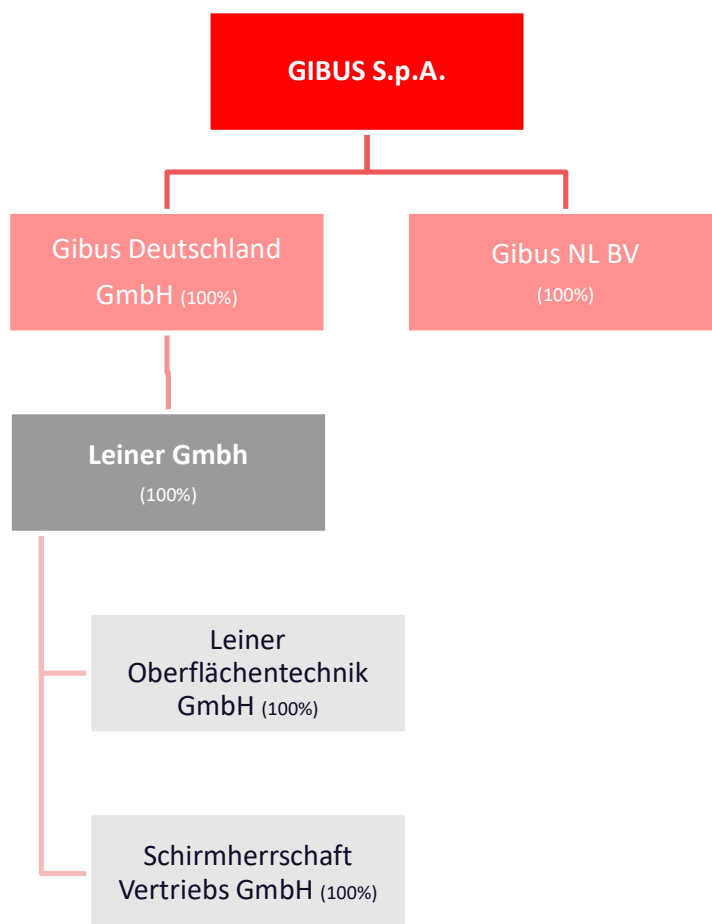 GIBUS S.p.A.
Gibus Deutschland
GmbH (100%)
Gibus NL BV
(100%)
Leiner Gmbh
(100%)
Leiner
Oberflächentechnik
GmbH (100%)
Schirmherrschaft
Vertriebs GmbH (100%)